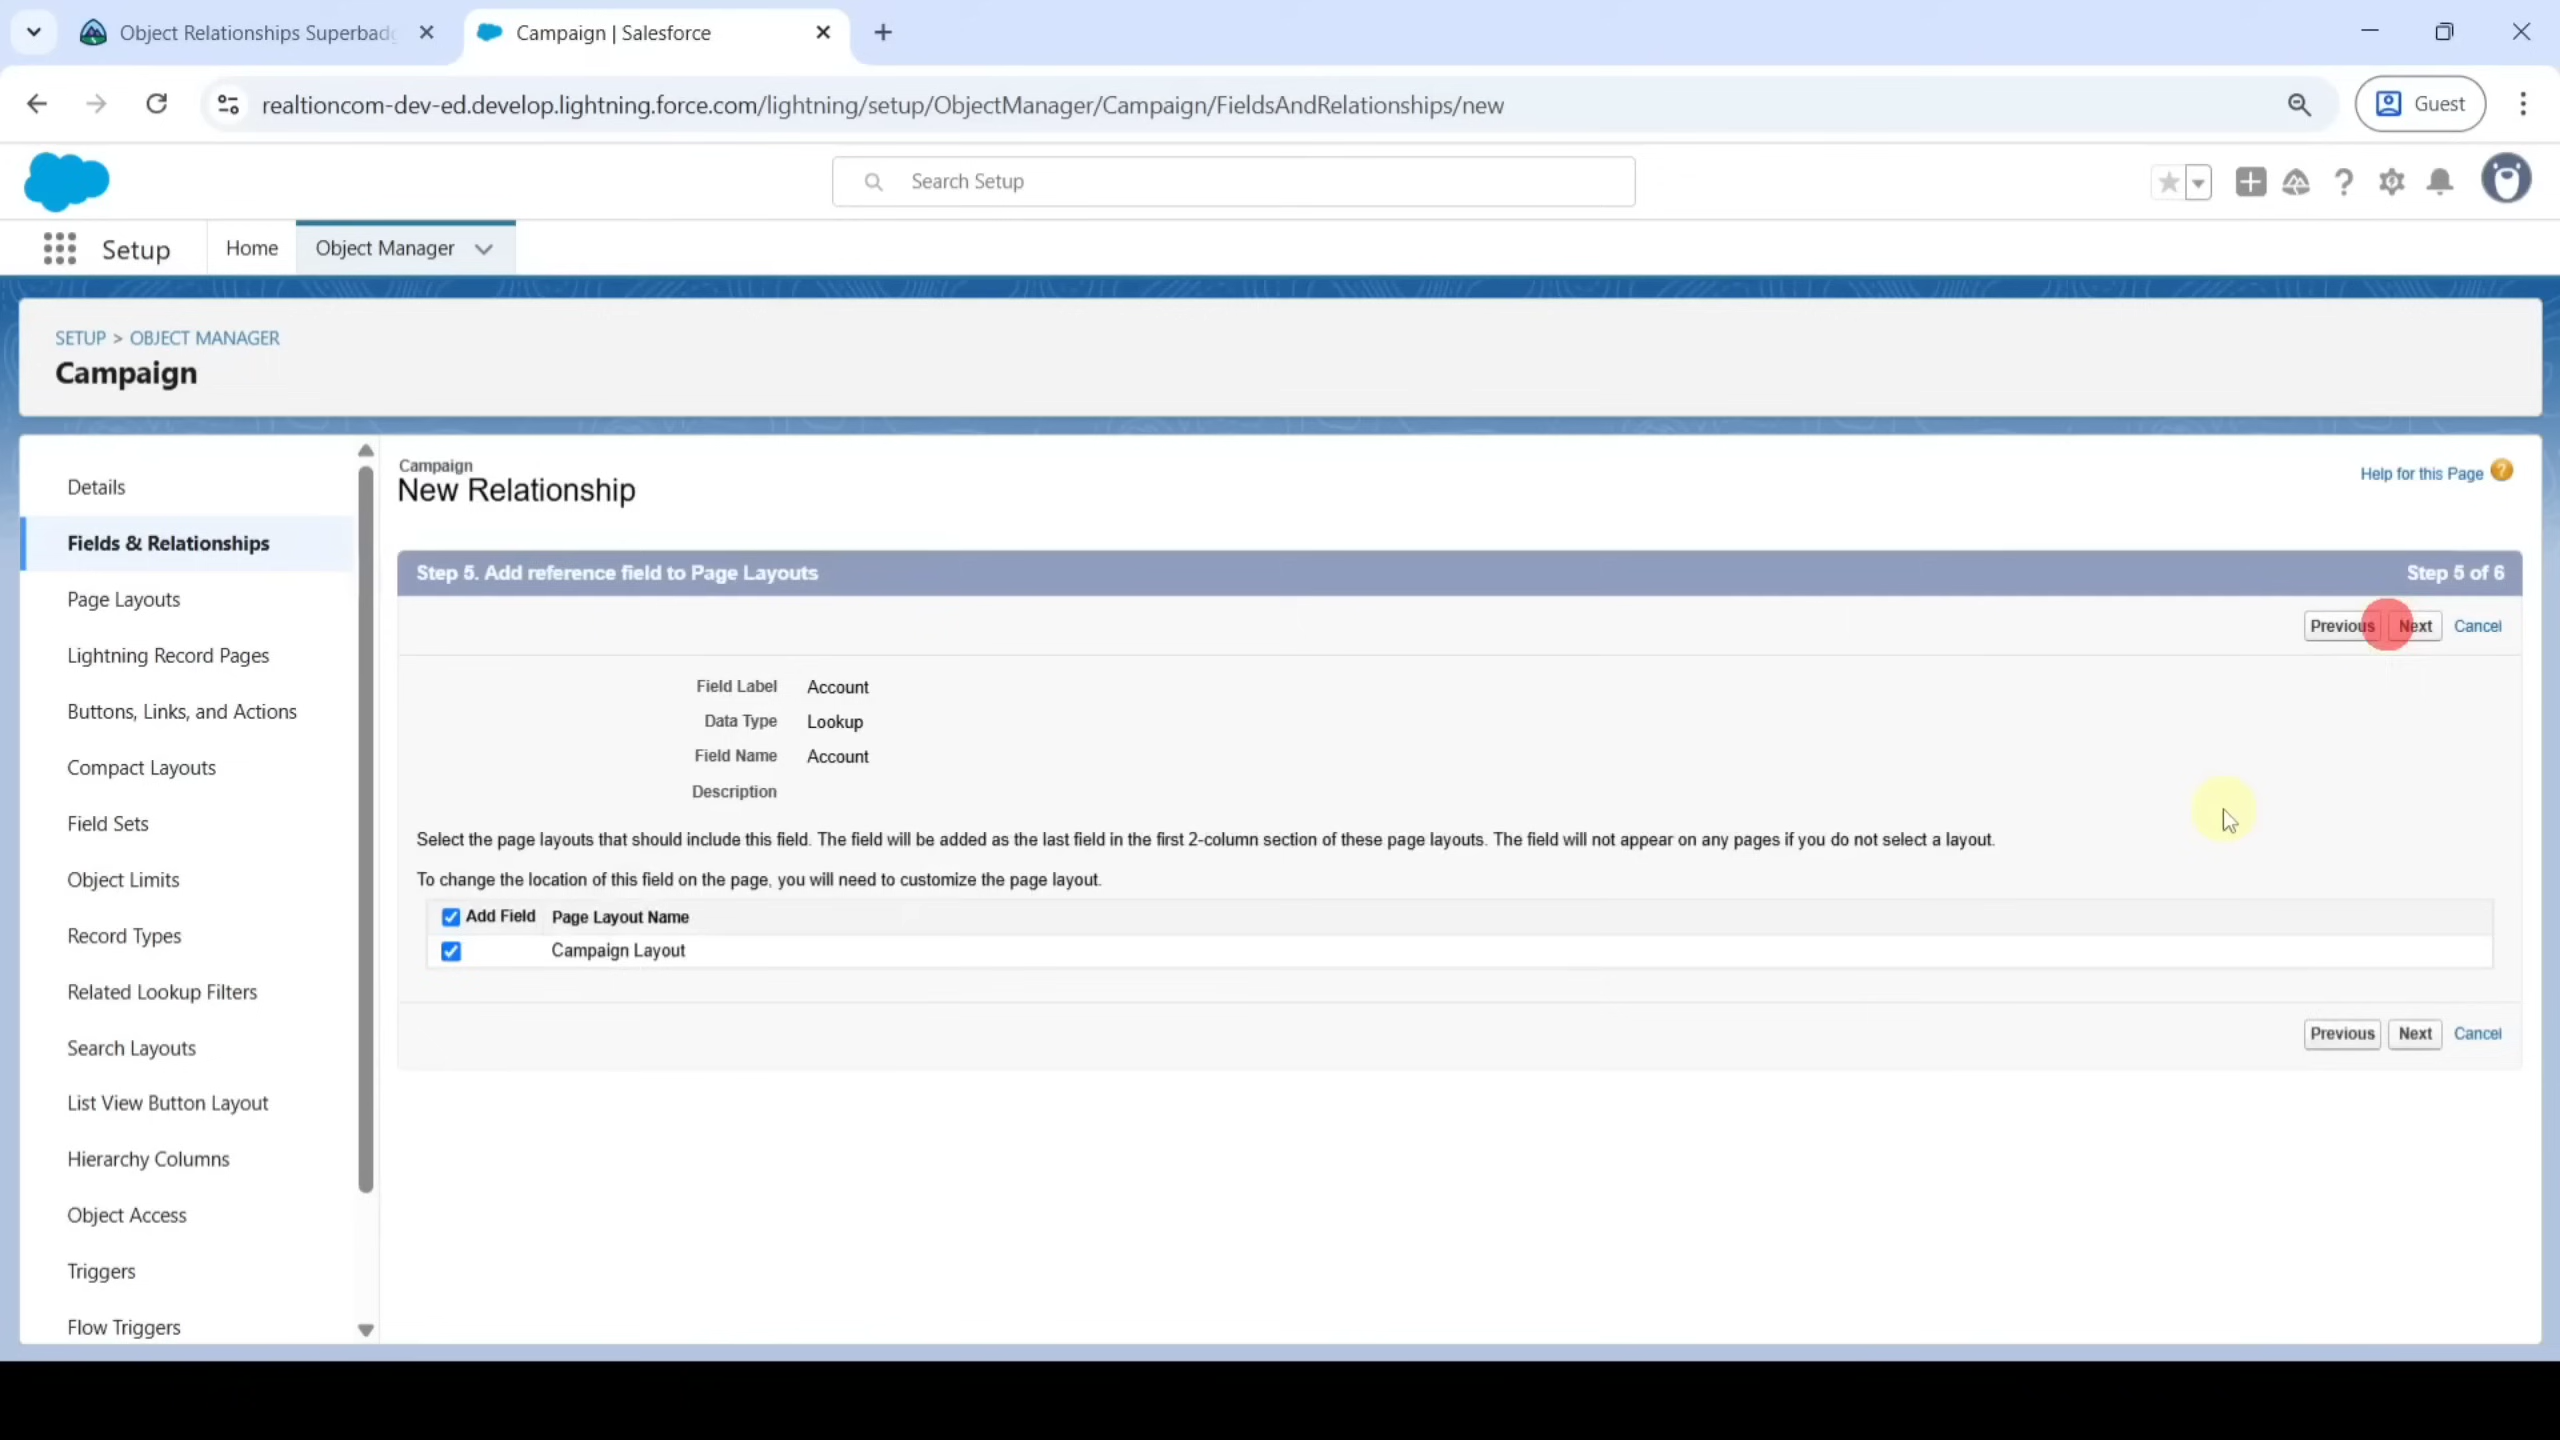 Object Relationships Superbadg
Campaign | Salesforce
realtioncom-dev-ed.develop.lightning.force.com/lightning/setup/ObjectManager/Campaign/FieldsAndRelationships/new
Guest
Search Setup
Setup
Home
Object Manager
SETUP > OBJECT MANAGER
Campaign
Details
Fields & Relationships
Page Layouts
Lightning Record Pages
Buttons, Links, and Actions
Compact Layouts
Field Sets
Object Limits
Record Types
Related Lookup Filters
Search Layouts
List View Button Layout
Hierarchy Columns
Object Access
Triggers
Flow Triggers
Campaign
New Relationship
Help for this Page ?
Step 5. Add reference field to Page Layouts
Step 5 of 6
Previous Next Cancel
Field Label Account
Data Type Lookup
Field Name Account
Description
Select the page layouts that should include this field. The field will be added as the last field in the first 2-column section of these page layouts. The field will not appear on any pages if you do not select a layout.
To change the location of this field on the page, you will need to customize the page layout.
Add Field Page Layout Name
Campaign Layout
Previous Next Cancel